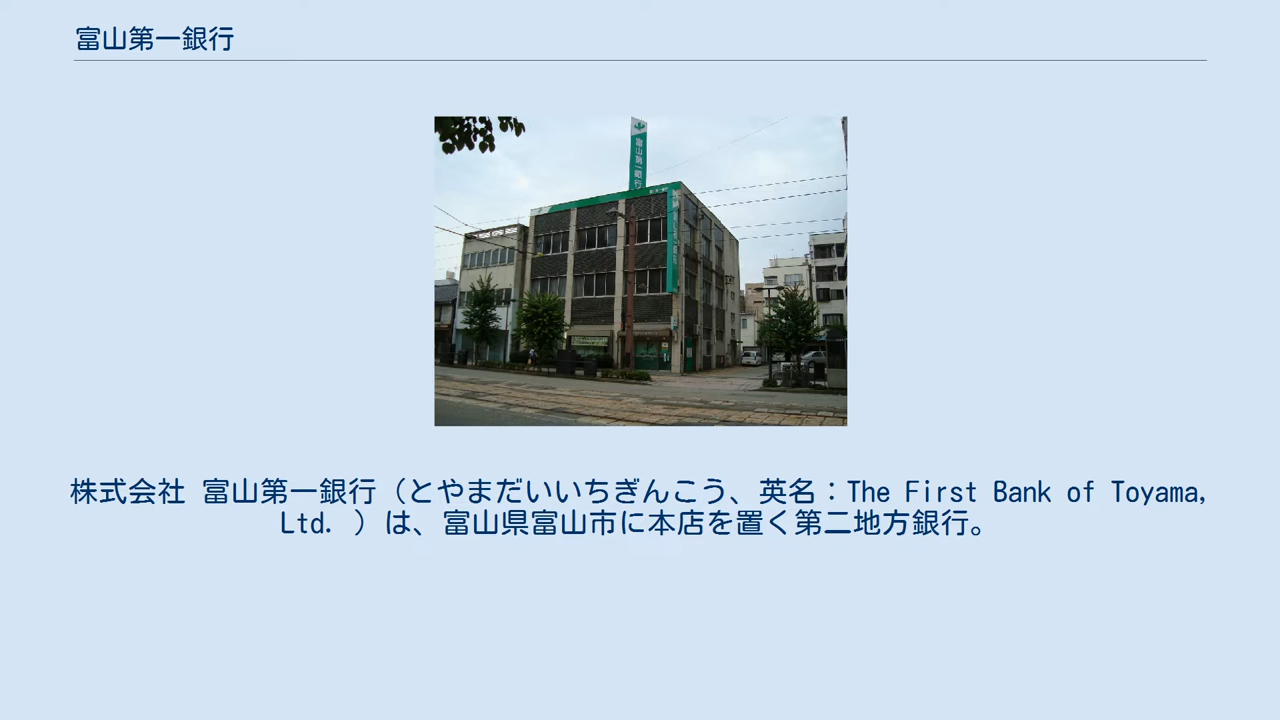 富山第一銀行
富山第一銀行
株式会社 富山第一銀行（とやまだいいちぎんこう、英名：The First Bank of Toyama,
Ltd. ）は、富山県富山市に本店を置く第二地方銀行。